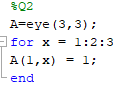 %Q2
A=eye(3,3);
for x = 1:2:3
A(1,x) = 1;
end